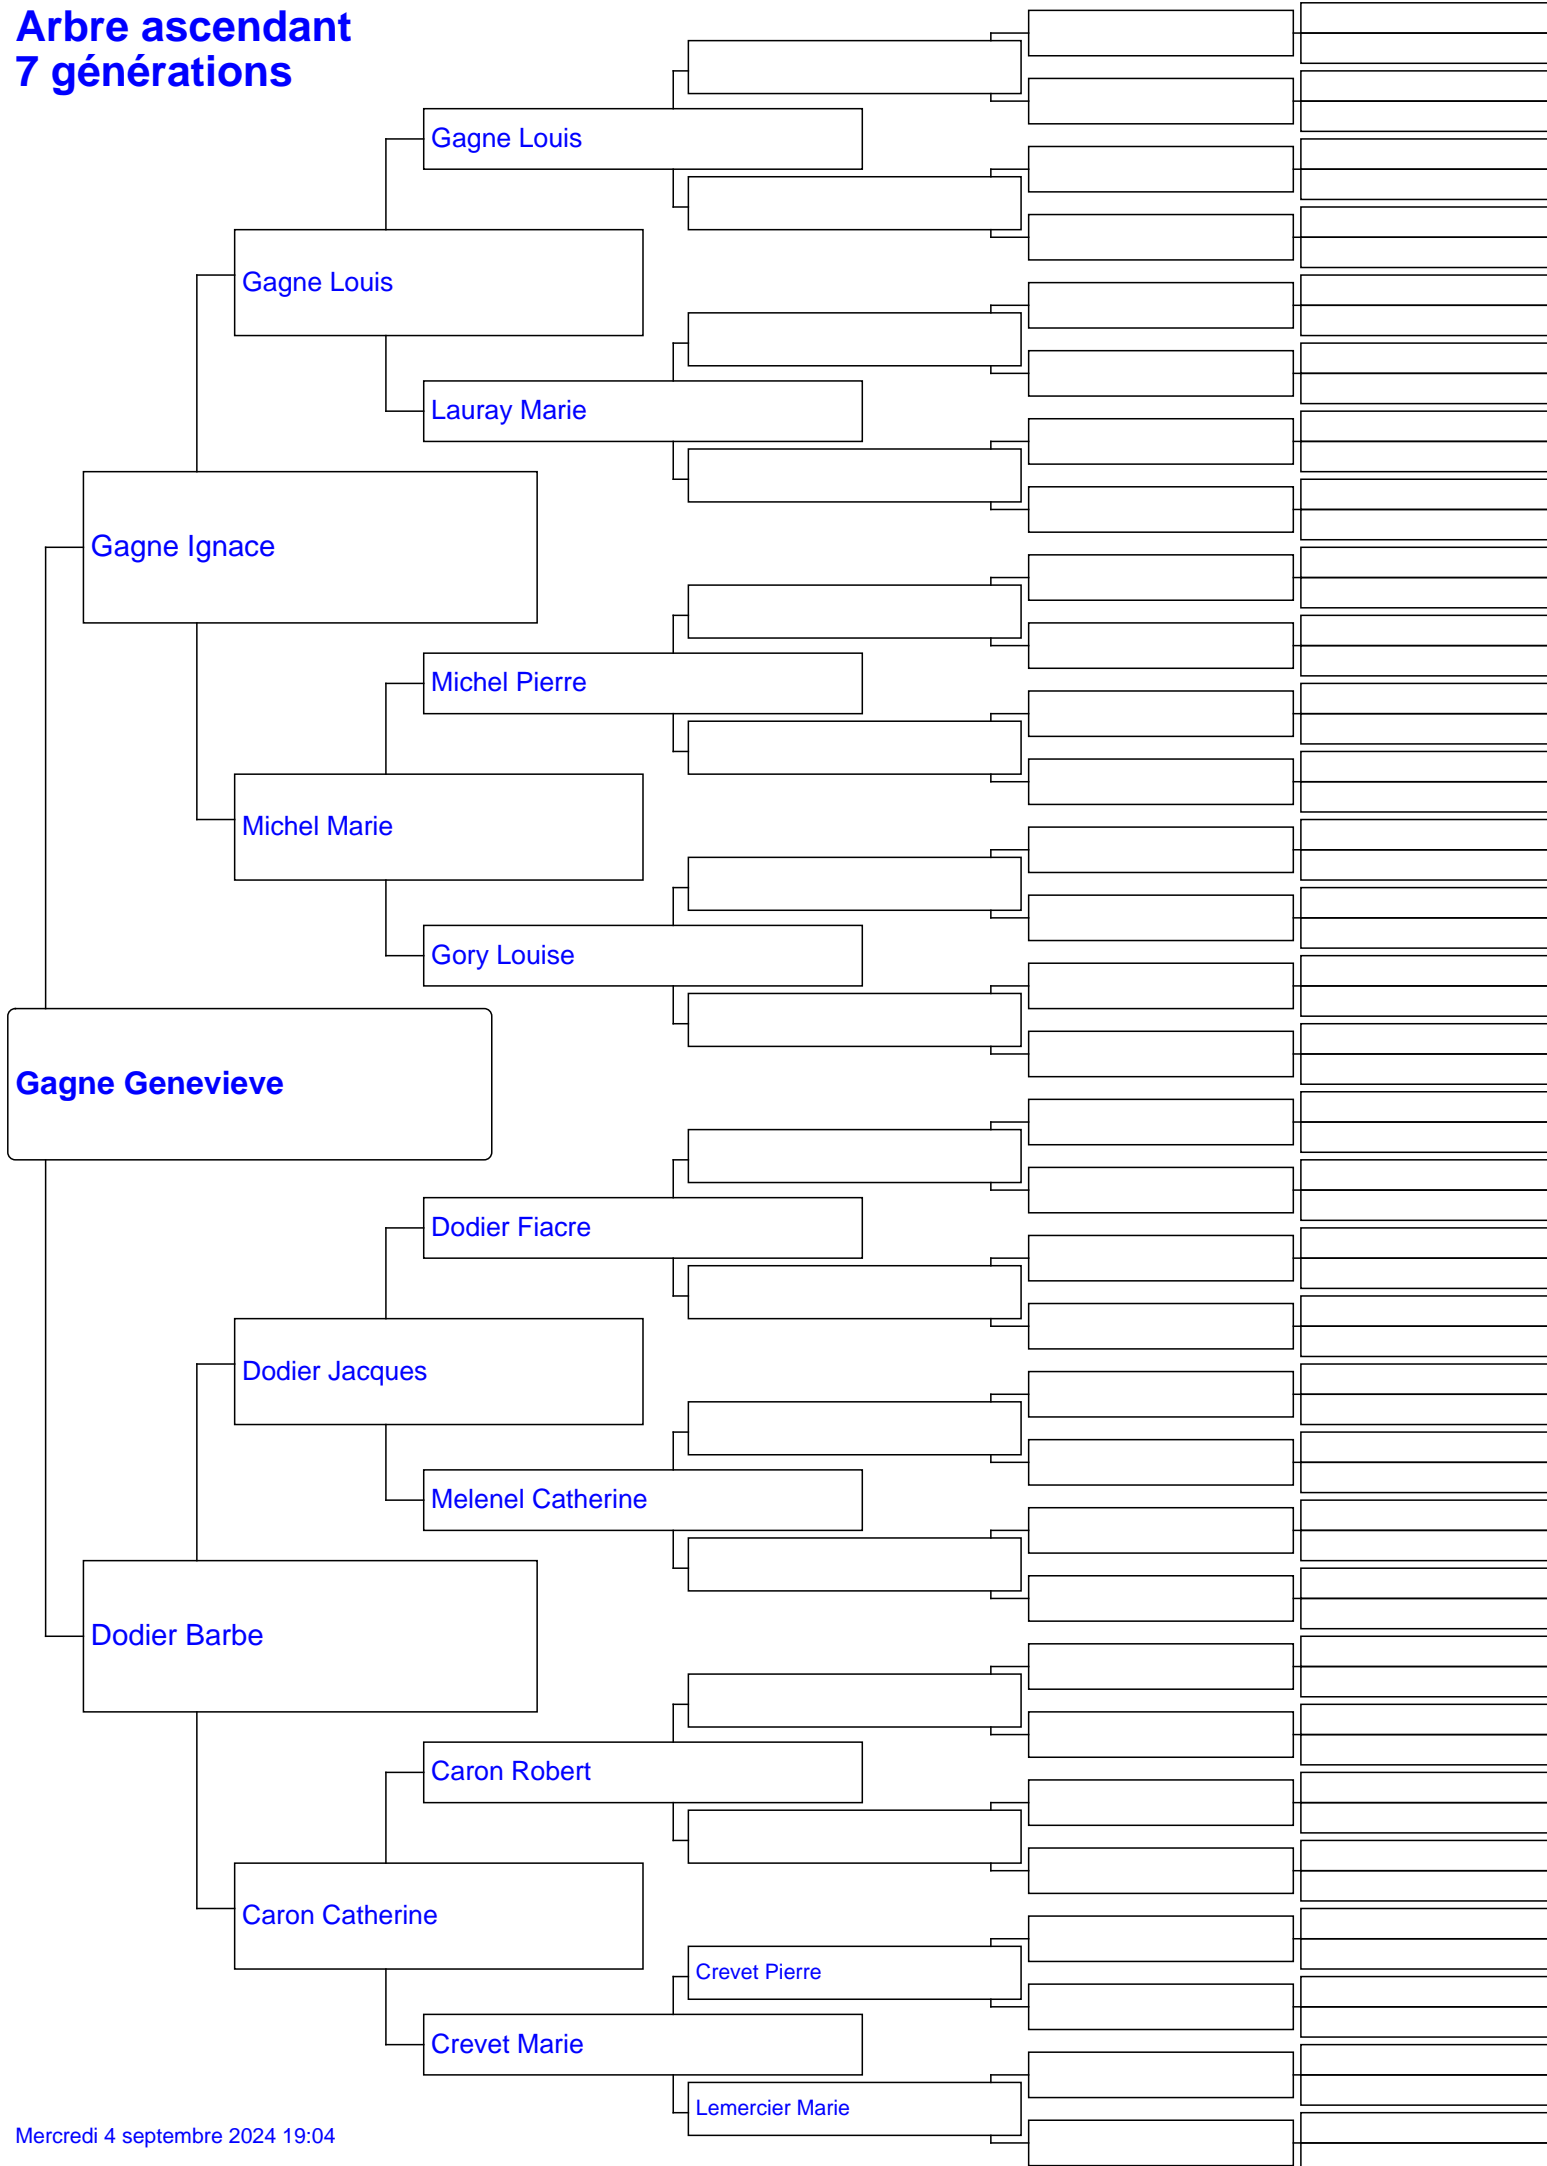 Arbre ascendant
7 générations
Gagne Louis
Gagne Louis
Lauray Marie
Gagne Ignace
Michel Pierre
Michel Marie
Gory Louise
Gagne Genevieve
Dodier Fiacre
Dodier Jacques
Melenel Catherine
Dodier Barbe
Caron Robert
Caron Catherine
Crevet Pierre
Crevet Marie
Lemercier Marie
Mercredi 4 septembre 2024 19:04